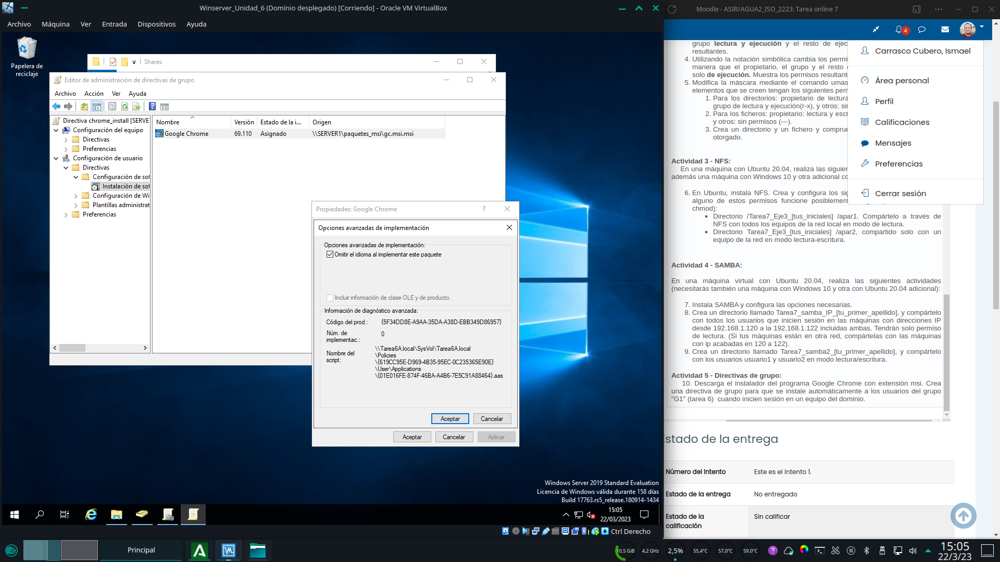 Winserver_Unidad_6 (Dominio desplegado) [Corriendo] - Oracle VM VirtualBox
Archivo Máquina Ver Entrada Dispositivos Ayuda
Papelera de
reciclaje
Shares
Editor de administración de directivas de grupo
Archivo Acción Ver Ayuda
Directiva chrome_install [SERVE
Configuración del equipo
Directivas
Preferencias
Configuración de usuario
Directivas
Configuración de sof
Instalación de sof
Configuración de Wi
Plantillas administrat
Preferencias
Nombre Versión Estado de la i... Origen
Google Chrome 69.110 Asignado \\SERVER1\paquetes_msi\gc.msi.msi
Propiedades: Google Chrome
?
Opciones avanzadas de implementación
Opciones avanzadas de implementación:
Omitir el idioma al implementar este paquete
Incluir información de clase OLE y de producto.
Información de diagnóstico avanzada:
Código del prod.: {5F34DD8E-A9AA-35DA-A38D-EBB349D86957}
Núm. de
implementac.: 0
Nombre del
script:
\\Tarea6A.local\SysVol\Tarea6A.local
\Policies
\{619CC95E-D969-4B35-95EC-0C235365E90E}
\User\Applications
\{01E016FE-874F-46BA-A4B6-7E5C91A88464}.aas
Aceptar Cancelar
Aceptar Cancelar Aplicar
Windows Server 2019 Standard Evaluation
Licencia de Windows válida durante 158 días
Build 17763.rs5_release.180914-1434
15:05
22/03/2023
Ctrl Derecho
Moodle - ASIR/AGUA2_ISO_2223: Tarea online 7
4
Carrasco Cubero, Ismael
Área personal
Perfil
Calificaciones
Mensajes
Preferencias
Cerrar sesión
grupo lectura y ejecución y el resto de ejec
resultantes.
4. Utilizando la notación simbólica cambia los permis
manera que el propietario, el grupo y el resto
solo de ejecución. Muestra los permisos resultant
5. Modifica la máscara mediante el comando umas
elementos que se creen tengan los siguientes perm
1. Para los directorios: propietario de lectura
grupo de lectura y ejecución(r-x), y otros: sin
2. Para los ficheros: propietario: lectura y escr
y otros: sin permisos (---).
3. Crea un directorio y un fichero y comprue
otorgado.
Actividad 3 - NFS:
En una máquina con Ubuntu 20.04, realiza las siguien
además una máquina con Windows 10 y otra adicional co
6. En Ubuntu, instala NFS. Crea y configura los sig
alguno de estos permisos funcione posiblement
chmod):
Directorio /Tarea7_Eje3_[tus_iniciales] /apar1. Compártelo a través de
NFS con todos los equipos de la red local en modo de lectura.
Directorio Tarea7_Eje3_[tus_iniciales] /apar2, compartido solo con un
equipo de la red en modo lectura-escritura.
Actividad 4 - SAMBA:
En una máquina virtual con Ubuntu 20.04, realiza las siguientes actividades
(necesitarás también una máquina con Windows 10 y otra con Ubuntu 20.04 adicional):
7. Instala SAMBA y configura las opciones necesarias.
8. Crea un directorio llamado Tarea7_samba_IP_[tu_primer_apellido], y compártelo
con todos los usuarios que inicien sesión en las máquinas con direcciones IP
desde 192.168.1.120 a la 192.168.1.122 incluidas ambas. Tendrán solo permiso
de lectura. (Si tus máquinas están en otra red, compártelas con las máquinas
con ip acabadas en 120 a 122).
9. Crea un directorio llamado Tarea7_samba2_[tu_primer_apellido], y compártelo
con los usuarios usuario1 y usuario2 en modo lectura/escritura.
Actividad 5 - Directivas de grupo:
10. Descarga el instalador del programa Google Chrome con extensión msi. Crea
una directiva de grupo para que se instale automáticamente a los usuarios del grupo
"G1" (tarea 6) cuando inicien sesión en un equipo del dominio.
Estado de la entrega
Número del Intento Este es el intento 1.
Estado de la entrega No entregado
Estado de la
calificación Sin calificar
Principal
10,5 GiB 4,2 GHz 2,5% 55,4°C 57,0°C 59,0°C
15:05
22/3/23